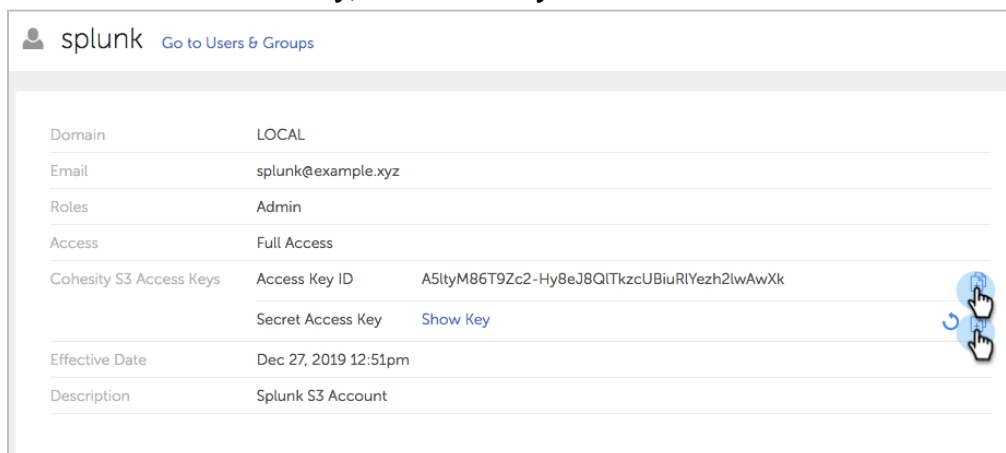 splunk Go to Users & Groups
Domain LOCAL
Email splunk@example.xyz
Roles Admin
Access Full Access
Cohesity S3 Access Keys Access Key ID A5ltyM86T9Zc2-Hy8eJ8QlTkzcUBiuRlYezh2lwAwXk
Secret Access Key Show Key
Effective Date Dec 27, 2019 12:51pm
Description Splunk S3 Account